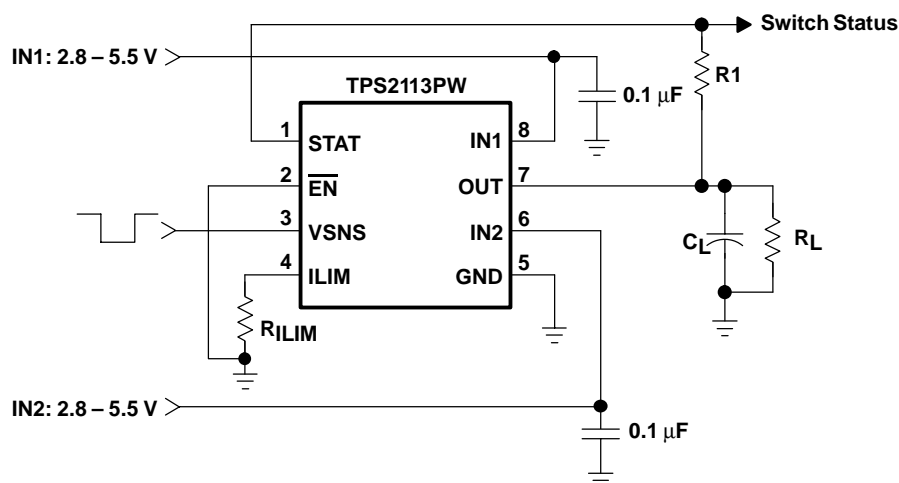 Switch Status
IN1: 2.8 – 5.5 V
R1
TPS2113PW
0.1 μF
1
STAT
IN1
8
2
EN
OUT
7
3
VSNS
IN2
6
4
ILIM
GND
5
CL
RL
RILIM
IN2: 2.8 – 5.5 V
0.1 μF